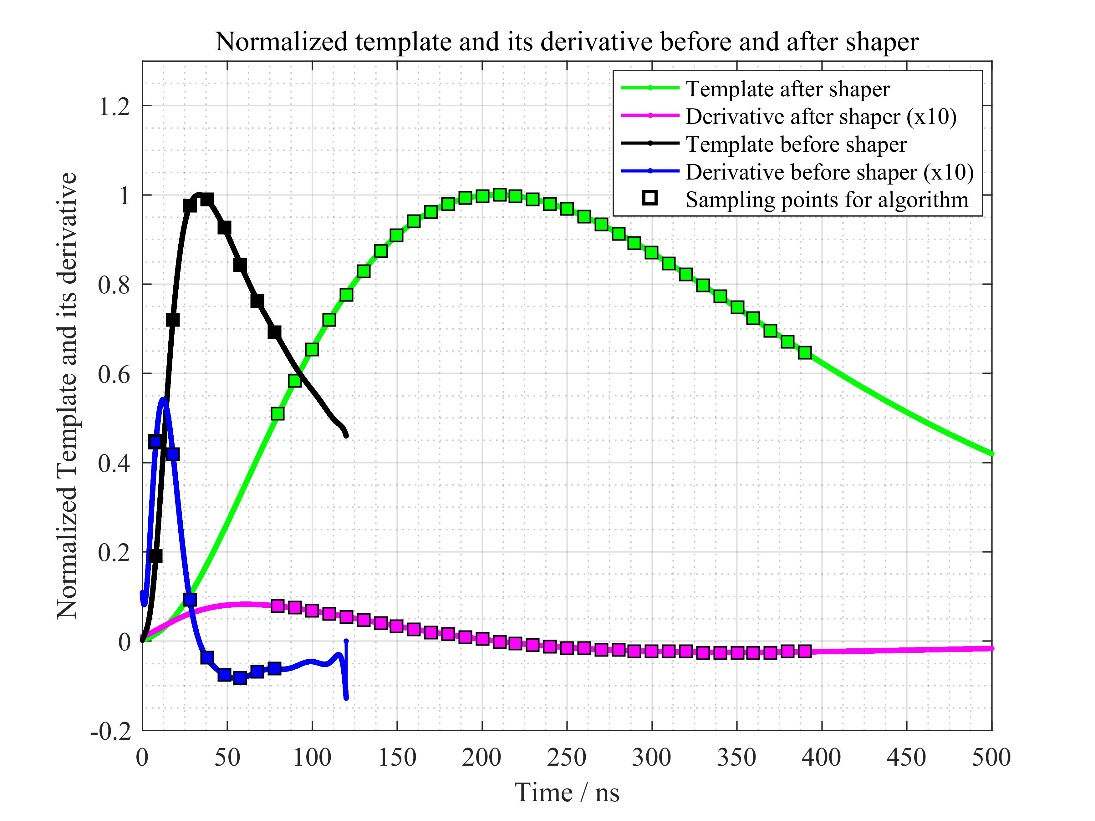 Normalized template and its derivative before and after shaper
Template after shaper
Derivative after shaper (x10)
Template before shaper
Derivative before shaper (x10)
Sampling points for algorithm
Normalized Template and its derivative
1.2
1
0.8
0.6
0.4
0.2
0
-0.2
0 50 100 150 200 250 300 350 400 450 500
Time / ns